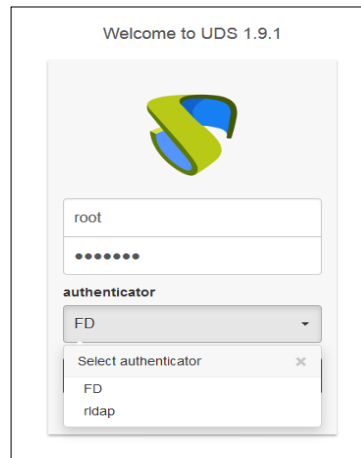 Welcome to UDS 1.9.1
root
●●●●●●●
authenticator
FD
Select authenticator ×
FD
rldap